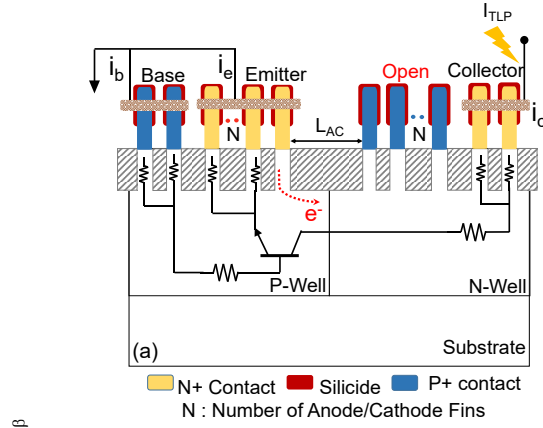 I_TLP
i_b
Base
i_e
Emitter
Open
Collector
i_c
N
L_AC
N
e-
P-Well
N-Well
(a)
Substrate
N+ Contact
Silicide
P+ contact
N : Number of Anode/Cathode Fins
β